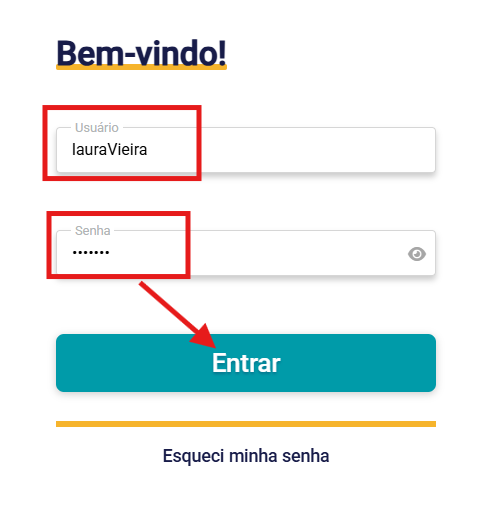 Bem-vindo!
Usuário
lauraVieira
Senha
•••••••
Entrar
Esqueci minha senha